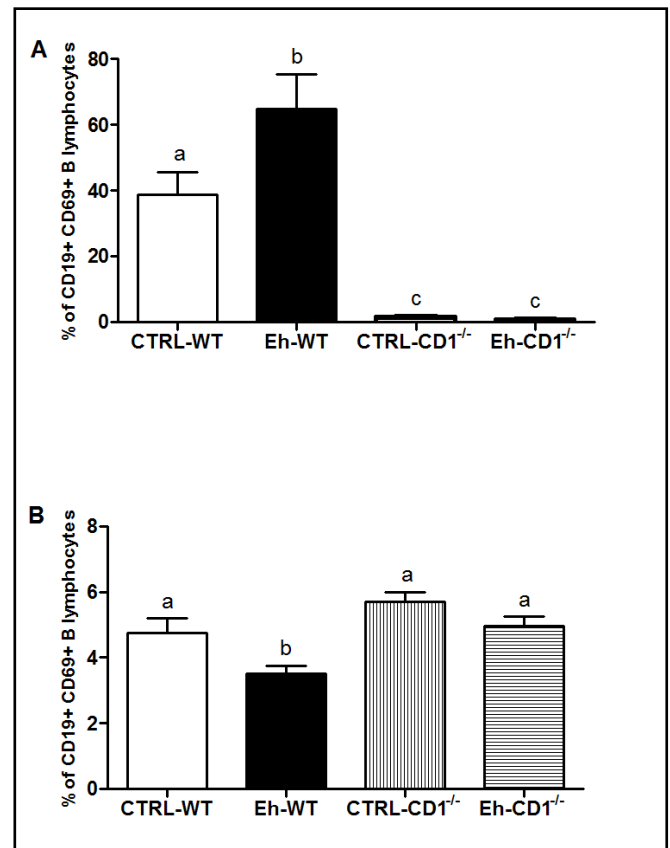 A
% of CD19+ CD69+ B lymphocytes
80
60
40
20
0
a
b
c
c
CTRL-WT
Eh-WT
CTRL-CD1-/-
Eh-CD1-/-
B
% of CD19+ CD69+ B lymphocytes
8
6
4
2
0
a
b
a
a
CTRL-WT
Eh-WT
CTRL-CD1-/-
Eh-CD1-/-